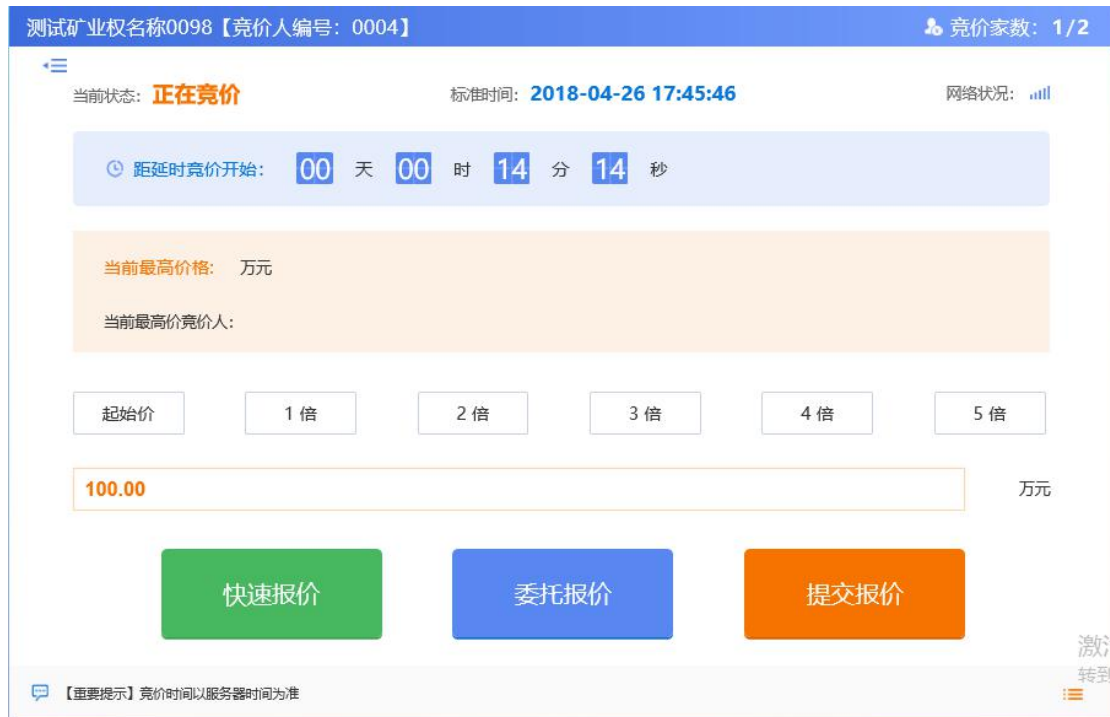 测试矿业权名称0098【竞价人编号：0004】 竞价家数：1/2
当前状态：正在竞价 标准时间：2018-04-26 17:45:46 网络状况：
距延时竞价开始：00 天 00 时 14 分 14 秒
当前最高价格： 万元
当前最高价竞价人：
起始价 1 倍 2 倍 3 倍 4 倍 5 倍
100.00 万元
快速报价 委托报价 提交报价
激活
转到
【重要提示】竞价时间以服务器时间为准